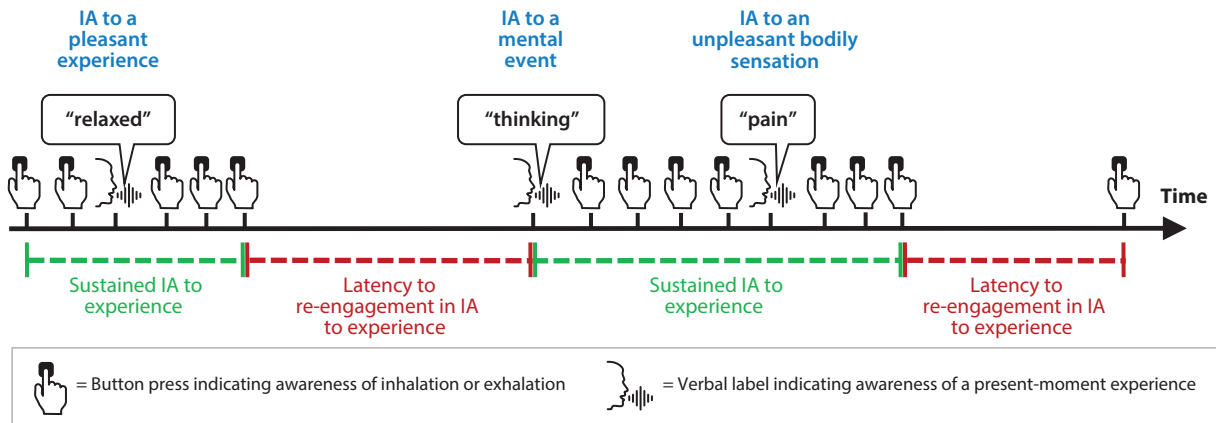 IA to a
pleasant
experience
IA to a
mental
event
IA to an
unpleasant bodily
sensation
“relaxed”
“thinking”
“pain”
Time
Sustained IA to
experience
Latency to
re-engagement in IA
to experience
Sustained IA to
experience
Latency to
re-engagement in IA
to experience
= Button press indicating awareness of inhalation or exhalation
= Verbal label indicating awareness of a present-moment experience